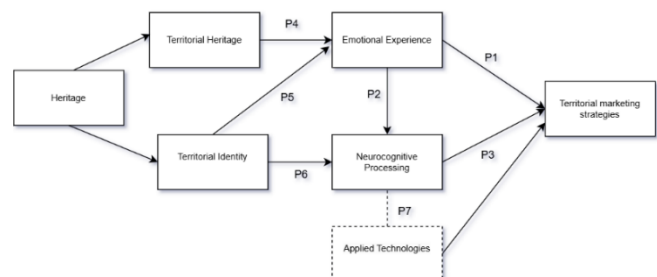 Territorial Heritage
P4
Emotional Experience
P1
Heritage
P5
P2
Territorial marketing
strategies
Territorial Identity
P6
Neurocognitive
Processing
P3
P7
Applied Technologies